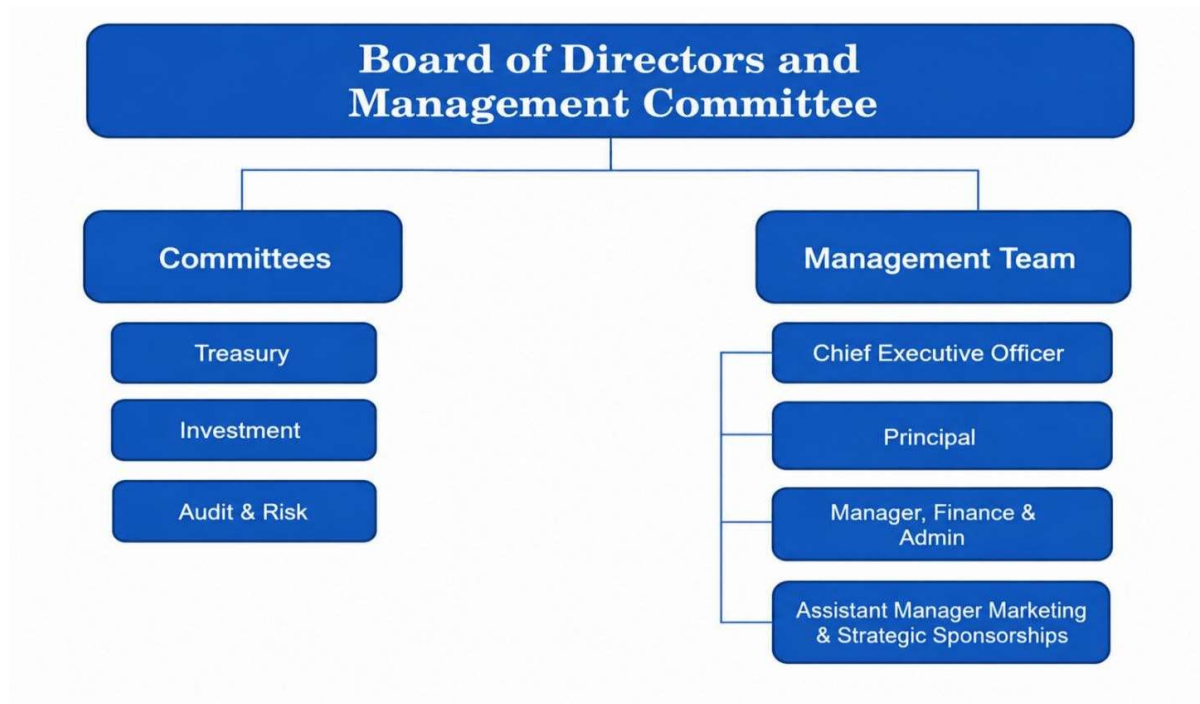 Board of Directors and
Management Committee
Committees
Management Team
Treasury
Chief Executive Officer
Investment
Principal
Audit & Risk
Manager, Finance &
Admin
Assistant Manager Marketing
& Strategic Sponsorships